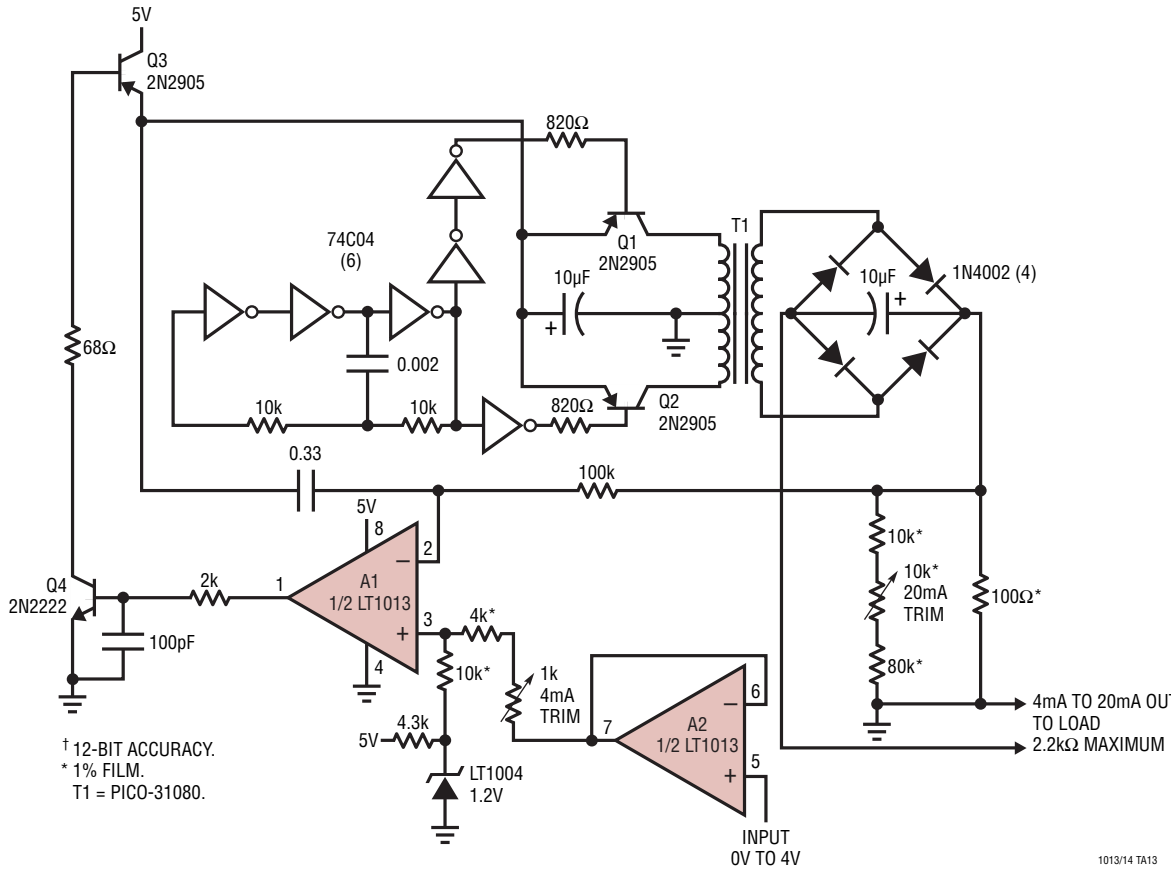 5V
Q3
2N2905
820Ω
Q1
2N2905
T1
74C04
(6)
10µF
+
10µF
+
1N4002 (4)
68Ω
0.002
10k
10k
820Ω
Q2
2N2905
0.33
100k
5V
8
2
–
A1
1/2 LT1013
1
3
+
4
2k
Q4
2N2222
100pF
4k*
10k*
1k
4mA
TRIM
10k*
10k*
20mA
TRIM
80k*
100Ω*
4.3k
5V
LT1004
1.2V
7
6
–
A2
1/2 LT1013
5
+
INPUT
0V TO 4V
4mA TO 20mA OUT
TO LOAD
2.2kΩ MAXIMUM
† 12-BIT ACCURACY.
* 1% FILM.
T1 = PICO-31080.
1013/14 TA13